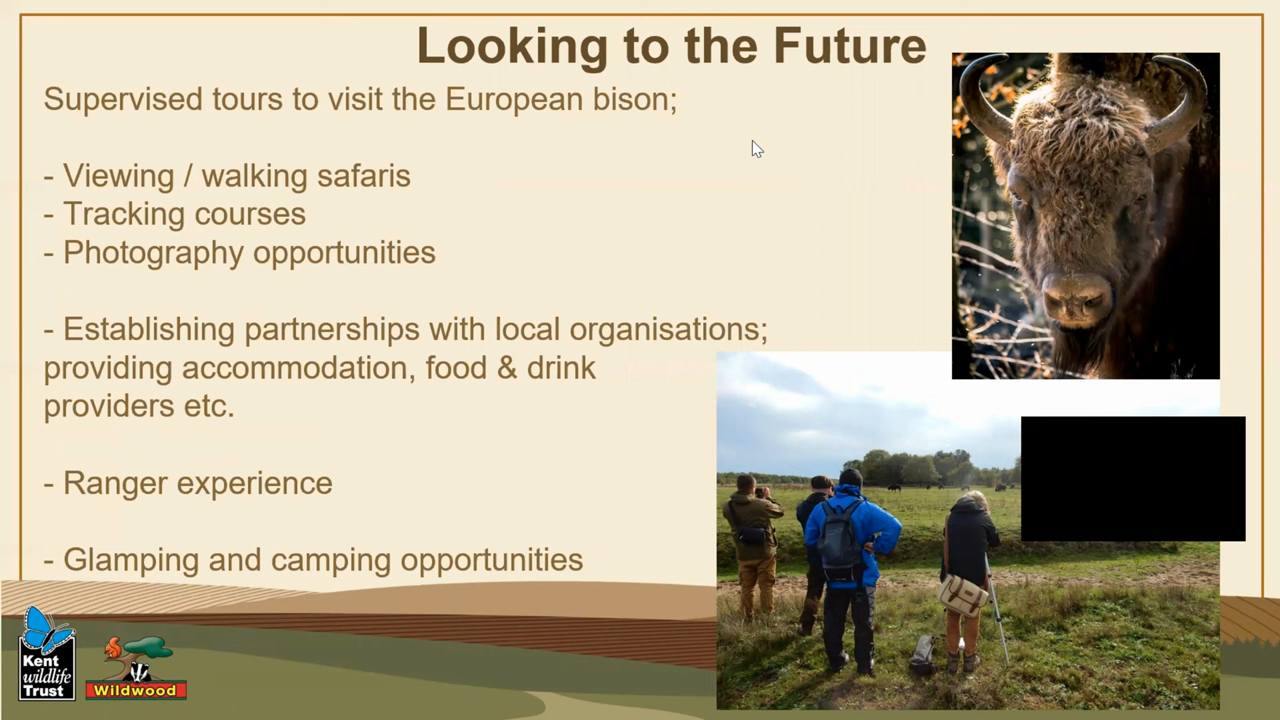 Looking to the Future
Supervised tours to visit the European bison;
- Viewing / walking safaris
- Tracking courses
- Photography opportunities
- Establishing partnerships with local organisations;
providing accommodation, food & drink
providers etc.
- Ranger experience
- Glamping and camping opportunities
Kent
wildlife
Trust
Wildwood